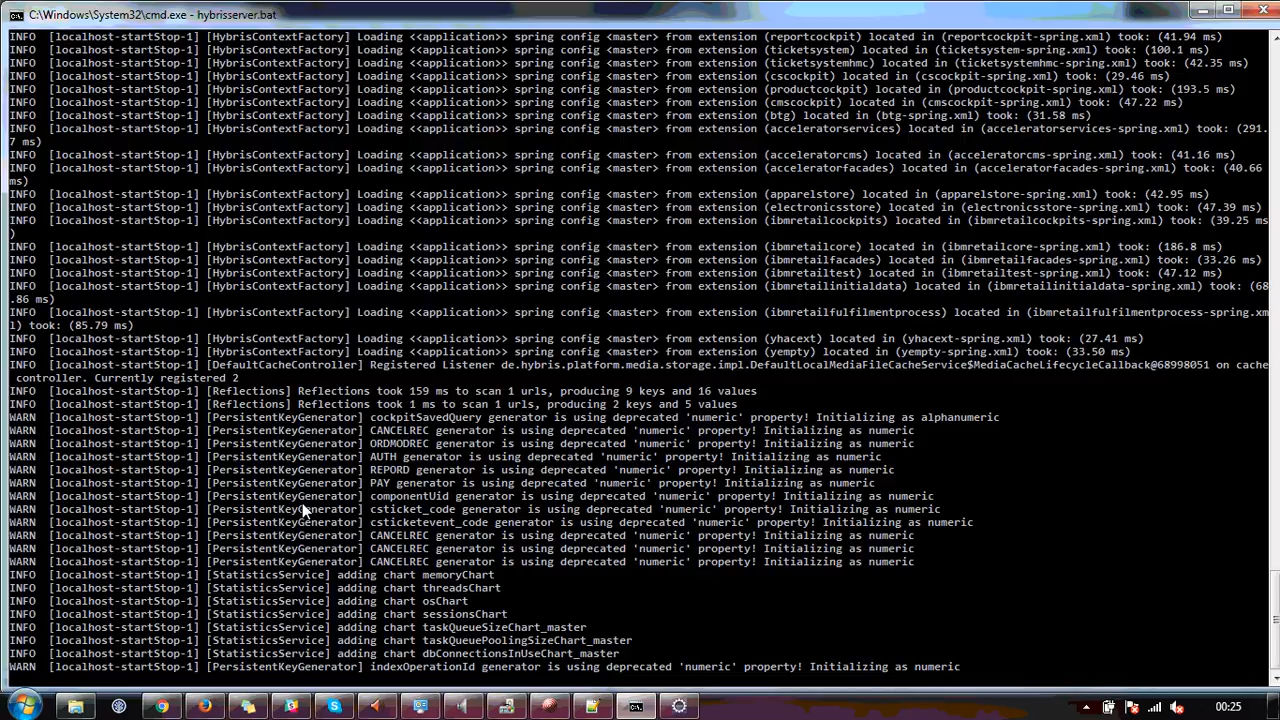 C:\Windows\System32\cmd.exe - hybrisserver.bat
INFO  [localhost-startStop-1] [HybrisContextFactory] Loading <<application>> spring config <master> from extension (reportcockpit) located in (reportcockpit-spring.xml) took: (41.94 ms)
INFO  [localhost-startStop-1] [HybrisContextFactory] Loading <<application>> spring config <master> from extension (ticketsystem) located in (ticketsystem-spring.xml) took: (100.1 ms)
INFO  [localhost-startStop-1] [HybrisContextFactory] Loading <<application>> spring config <master> from extension (ticketsystemhmc) located in (ticketsystemhmc-spring.xml) took: (42.35 ms)
INFO  [localhost-startStop-1] [HybrisContextFactory] Loading <<application>> spring config <master> from extension (cscockpit) located in (cscockpit-spring.xml) took: (29.46 ms)
INFO  [localhost-startStop-1] [HybrisContextFactory] Loading <<application>> spring config <master> from extension (productcockpit) located in (productcockpit-spring.xml) took: (193.5 ms)
INFO  [localhost-startStop-1] [HybrisContextFactory] Loading <<application>> spring config <master> from extension (cmscockpit) located in (cmscockpit-spring.xml) took: (47.22 ms)
INFO  [localhost-startStop-1] [HybrisContextFactory] Loading <<application>> spring config <master> from extension (btg) located in (btg-spring.xml) took: (31.58 ms)
INFO  [localhost-startStop-1] [HybrisContextFactory] Loading <<application>> spring config <master> from extension (acceleratorservices) located in (acceleratorservices-spring.xml) took: (291.
7 ms)
INFO  [localhost-startStop-1] [HybrisContextFactory] Loading <<application>> spring config <master> from extension (acceleratorcms) located in (acceleratorcms-spring.xml) took: (41.16 ms)
INFO  [localhost-startStop-1] [HybrisContextFactory] Loading <<application>> spring config <master> from extension (acceleratorfacades) located in (acceleratorfacades-spring.xml) took: (40.66
ms)
INFO  [localhost-startStop-1] [HybrisContextFactory] Loading <<application>> spring config <master> from extension (apparelstore) located in (apparelstore-spring.xml) took: (42.95 ms)
INFO  [localhost-startStop-1] [HybrisContextFactory] Loading <<application>> spring config <master> from extension (electronicsstore) located in (electronicsstore-spring.xml) took: (47.39 ms)
INFO  [localhost-startStop-1] [HybrisContextFactory] Loading <<application>> spring config <master> from extension (ibmretailcockpits) located in (ibmretailcockpits-spring.xml) took: (39.25 ms
)
INFO  [localhost-startStop-1] [HybrisContextFactory] Loading <<application>> spring config <master> from extension (ibmretailcore) located in (ibmretailcore-spring.xml) took: (186.8 ms)
INFO  [localhost-startStop-1] [HybrisContextFactory] Loading <<application>> spring config <master> from extension (ibmretailfacades) located in (ibmretailfacades-spring.xml) took: (33.26 ms)
INFO  [localhost-startStop-1] [HybrisContextFactory] Loading <<application>> spring config <master> from extension (ibmretailtest) located in (ibmretailtest-spring.xml) took: (47.12 ms)
INFO  [localhost-startStop-1] [HybrisContextFactory] Loading <<application>> spring config <master> from extension (ibmretailinitialdata) located in (ibmretailinitialdata-spring.xml) took: (68
.86 ms)
INFO  [localhost-startStop-1] [HybrisContextFactory] Loading <<application>> spring config <master> from extension (ibmretailfulfilmentprocess) located in (ibmretailfulfilmentprocess-spring.xm
l) took: (85.79 ms)
INFO  [localhost-startStop-1] [HybrisContextFactory] Loading <<application>> spring config <master> from extension (yhacext) located in (yhacext-spring.xml) took: (27.41 ms)
INFO  [localhost-startStop-1] [HybrisContextFactory] Loading <<application>> spring config <master> from extension (yempty) located in (yempty-spring.xml) took: (33.50 ms)
INFO  [localhost-startStop-1] [DefaultCacheController] Registered Listener de.hybris.platform.media.storage.impl.DefaultLocalMediaFileCacheService$MediaCacheLifecycleCallback@68998051 on cache
controller. Currently registered 2
INFO  [localhost-startStop-1] [Reflections] Reflections took 159 ms to scan 1 urls, producing 9 keys and 16 values
INFO  [localhost-startStop-1] [Reflections] Reflections took 1 ms to scan 1 urls, producing 2 keys and 5 values
WARN  [localhost-startStop-1] [PersistentKeyGenerator] cockpitSavedQuery generator is using deprecated 'numeric' property! Initializing as alphanumeric
WARN  [localhost-startStop-1] [PersistentKeyGenerator] CANCELREC generator is using deprecated 'numeric' property! Initializing as numeric
WARN  [localhost-startStop-1] [PersistentKeyGenerator] ORDMODREC generator is using deprecated 'numeric' property! Initializing as numeric
WARN  [localhost-startStop-1] [PersistentKeyGenerator] AUTH generator is using deprecated 'numeric' property! Initializing as numeric
WARN  [localhost-startStop-1] [PersistentKeyGenerator] REPORD generator is using deprecated 'numeric' property! Initializing as numeric
WARN  [localhost-startStop-1] [PersistentKeyGenerator] PAY generator is using deprecated 'numeric' property! Initializing as numeric
WARN  [localhost-startStop-1] [PersistentKeyGenerator] componentUid generator is using deprecated 'numeric' property! Initializing as numeric
WARN  [localhost-startStop-1] [PersistentKeyGenerator] csticket_code generator is using deprecated 'numeric' property! Initializing as numeric
WARN  [localhost-startStop-1] [PersistentKeyGenerator] csticketevent_code generator is using deprecated 'numeric' property! Initializing as numeric
WARN  [localhost-startStop-1] [PersistentKeyGenerator] CANCELREC generator is using deprecated 'numeric' property! Initializing as numeric
WARN  [localhost-startStop-1] [PersistentKeyGenerator] CANCELREC generator is using deprecated 'numeric' property! Initializing as numeric
WARN  [localhost-startStop-1] [PersistentKeyGenerator] CANCELREC generator is using deprecated 'numeric' property! Initializing as numeric
INFO  [localhost-startStop-1] [StatisticsService] adding chart memoryChart
INFO  [localhost-startStop-1] [StatisticsService] adding chart threadsChart
INFO  [localhost-startStop-1] [StatisticsService] adding chart osChart
INFO  [localhost-startStop-1] [StatisticsService] adding chart sessionsChart
INFO  [localhost-startStop-1] [StatisticsService] adding chart taskQueueSizeChart_master
INFO  [localhost-startStop-1] [StatisticsService] adding chart taskQueuePoolingSizeChart_master
INFO  [localhost-startStop-1] [StatisticsService] adding chart dbConnectionsInUseChart_master
WARN  [localhost-startStop-1] [PersistentKeyGenerator] indexOperationId generator is using deprecated 'numeric' property! Initializing as numeric
00:25